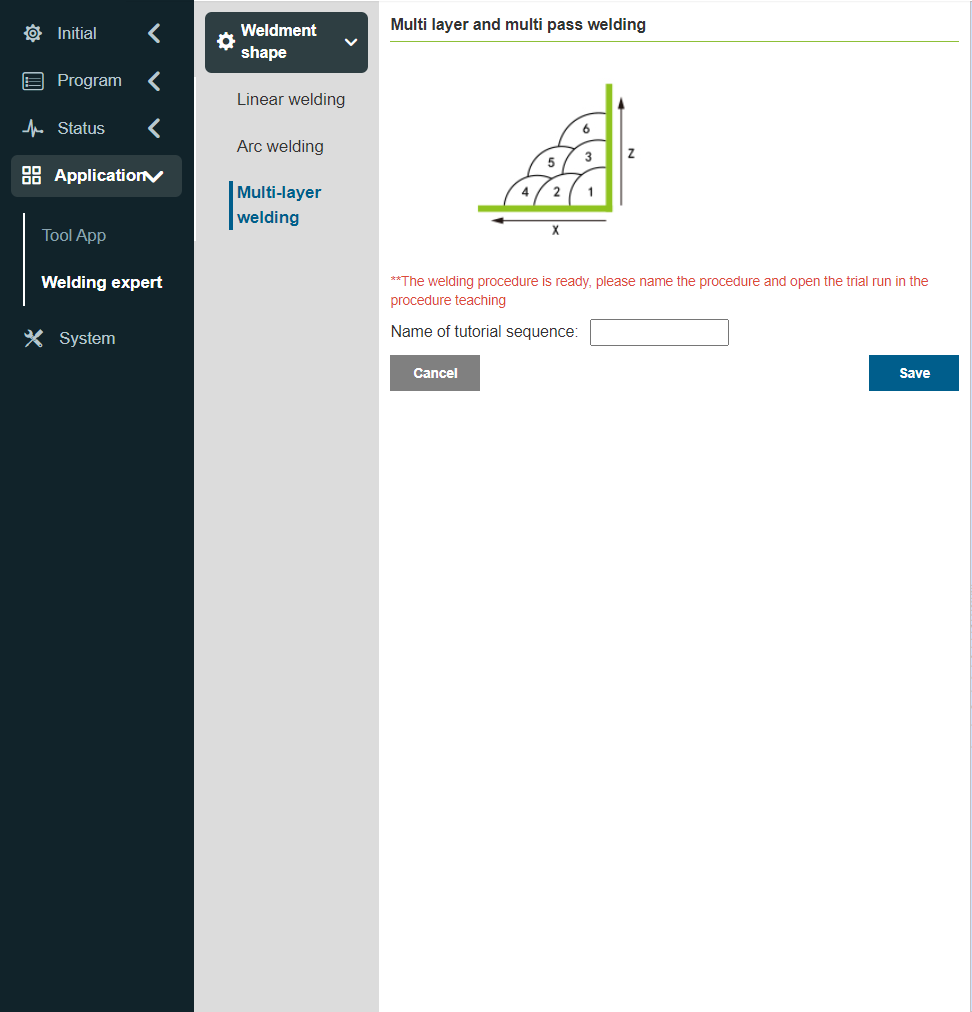 Initial
Program
Status
Application
Tool App
Welding expert
System
Weldment
shape
Linear welding
Arc welding
Multi-layer
welding
Multi layer and multi pass welding
6
5 3
4 2 1
Z
X
**The welding procedure is ready, please name the procedure and open the trial run in the
procedure teaching
Name of tutorial sequence:
Cancel
Save